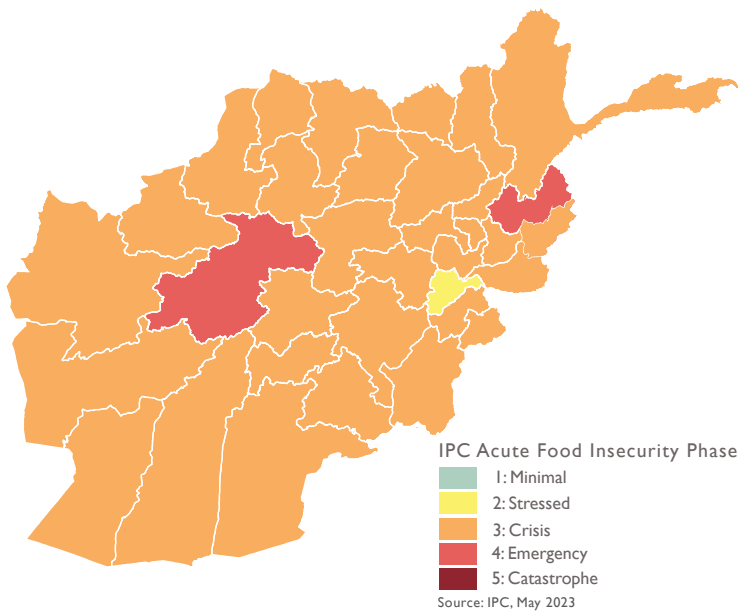 IPC Acute Food Insecurity Phase
1: Minimal
2: Stressed
3: Crisis
4: Emergency
5: Catastrophe
Source: IPC, May 2023